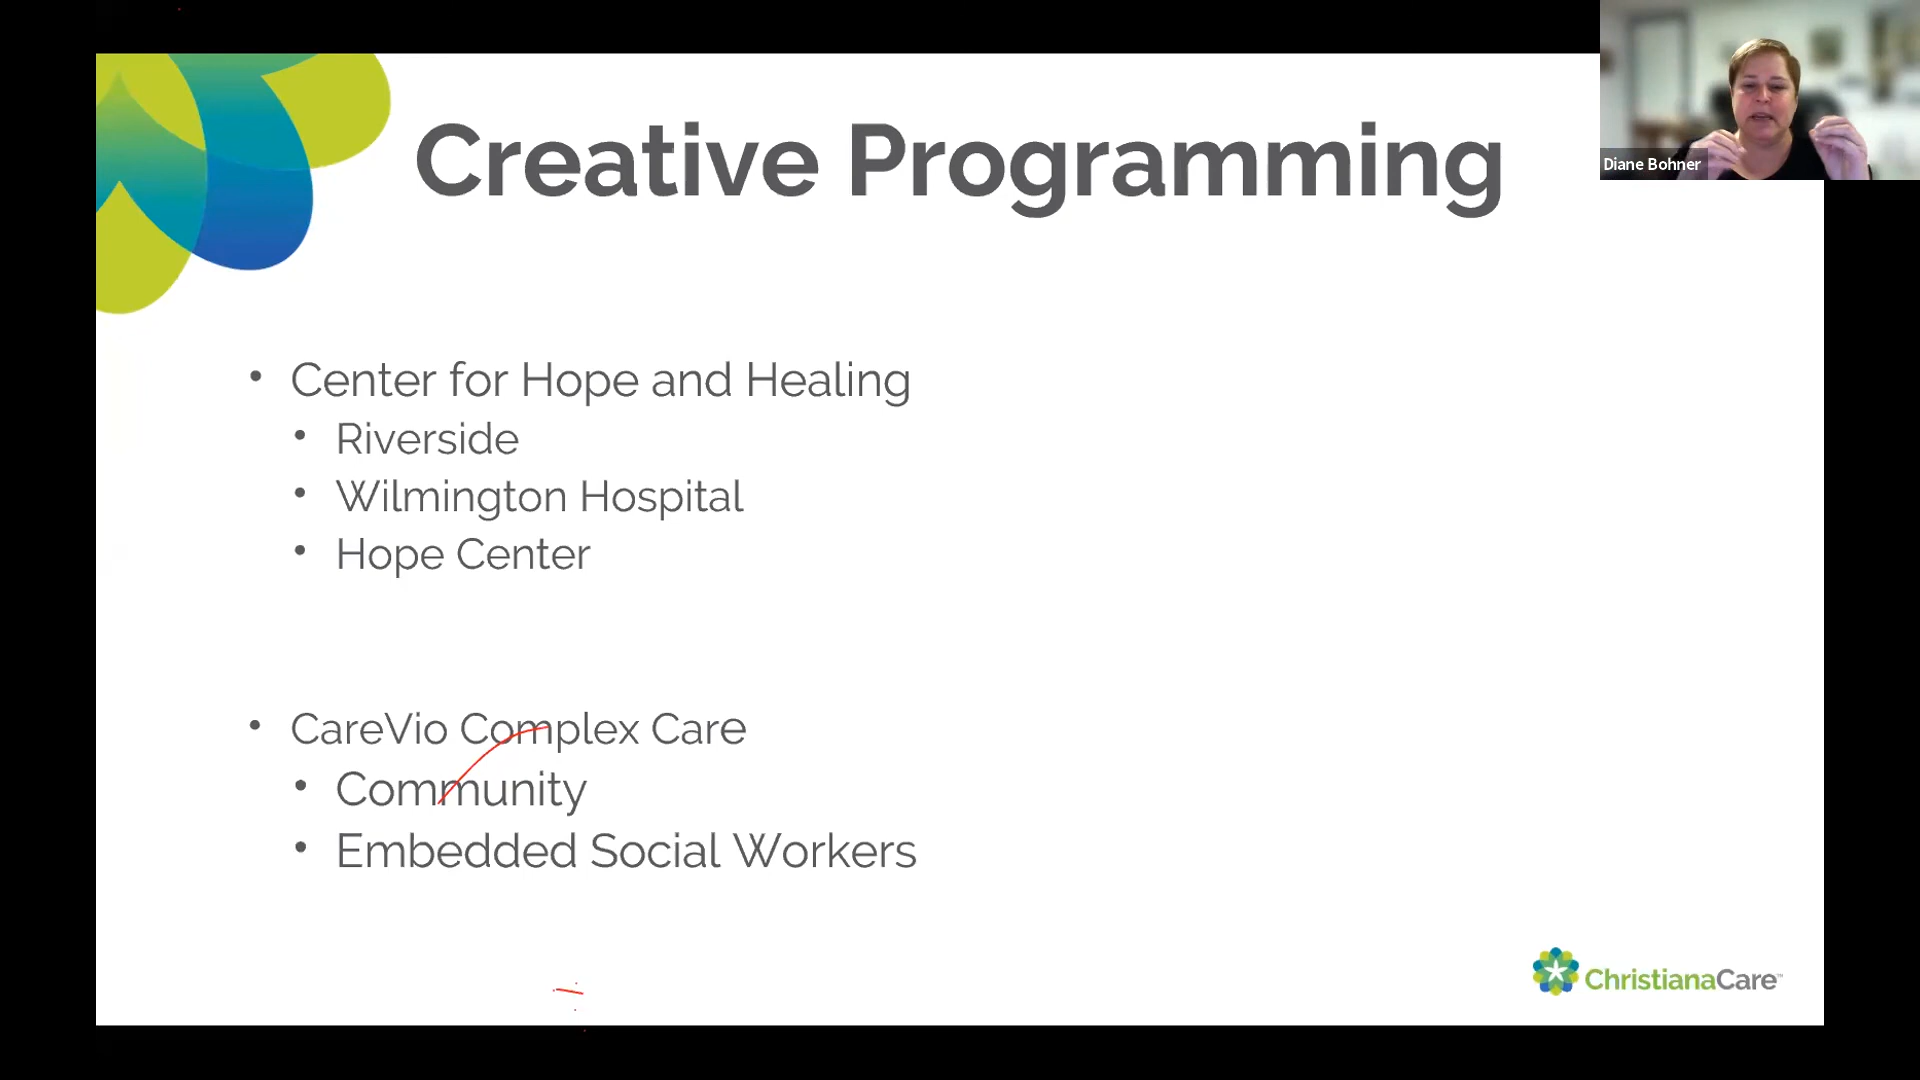 Creative Programming
Diane Bohner
• Center for Hope and Healing
• Riverside
• Wilmington Hospital
• Hope Center
• CareVio Complex Care
• Community
• Embedded Social Workers
ChristianaCare™